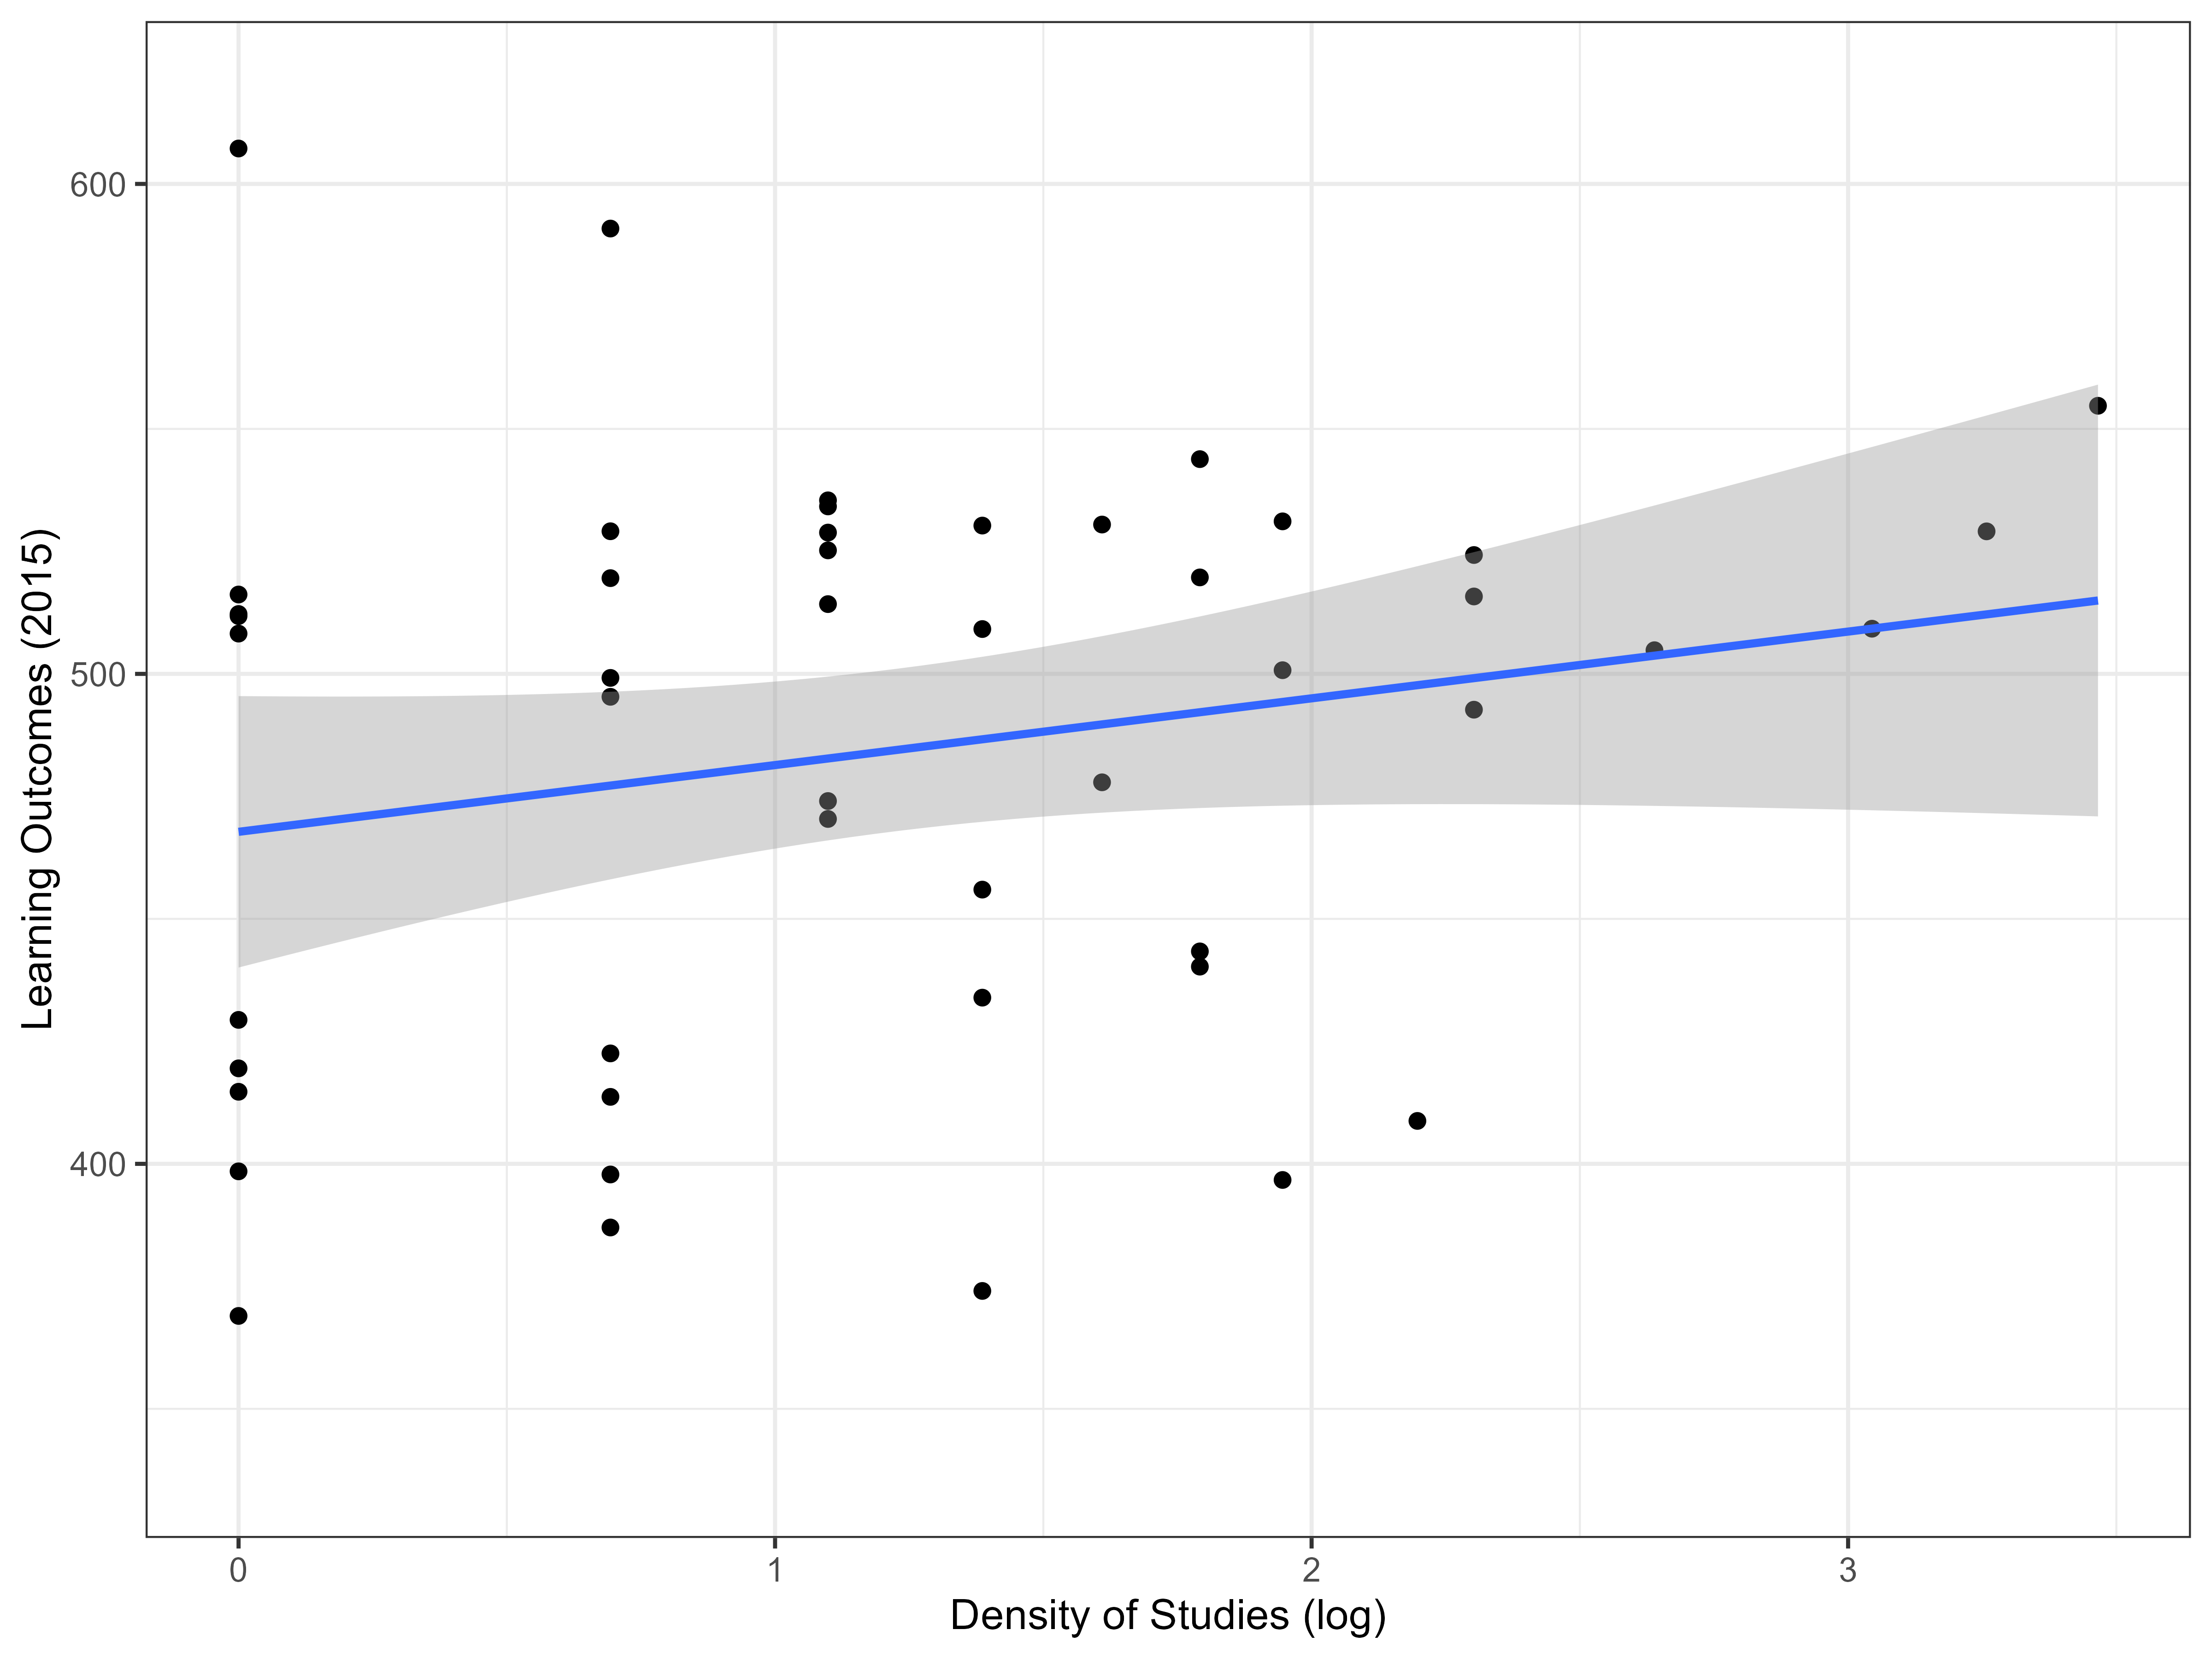 600
500
400
Learning Outcomes (2015)
0 1 2 3
Density of Studies (log)